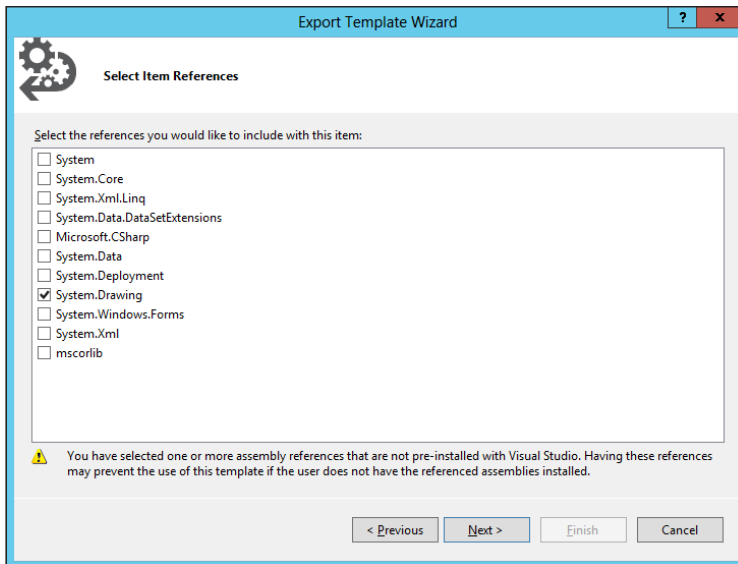 Export Template Wizard
? x
Select Item References
Select the references you would like to include with this item:
System
System.Core
System.Xml.Linq
System.Data.DataSetExtensions
Microsoft.CSharp
System.Data
System.Deployment
System.Drawing
System.Windows.Forms
System.Xml
mscorlib
You have selected one or more assembly references that are not pre-installed with Visual Studio. Having these references
may prevent the use of this template if the user does not have the referenced assemblies installed.
< Previous Next > Finish Cancel